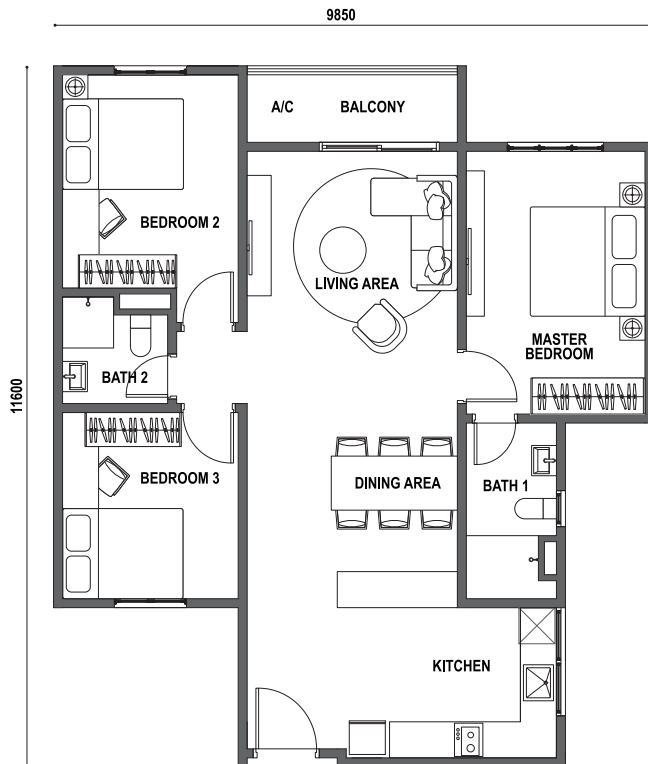 9850
A/C
BALCONY
BEDROOM 2
LIVING AREA
MASTER
BEDROOM
BATH 2
11600
BEDROOM 3
DINING AREA
BATH 1
KITCHEN